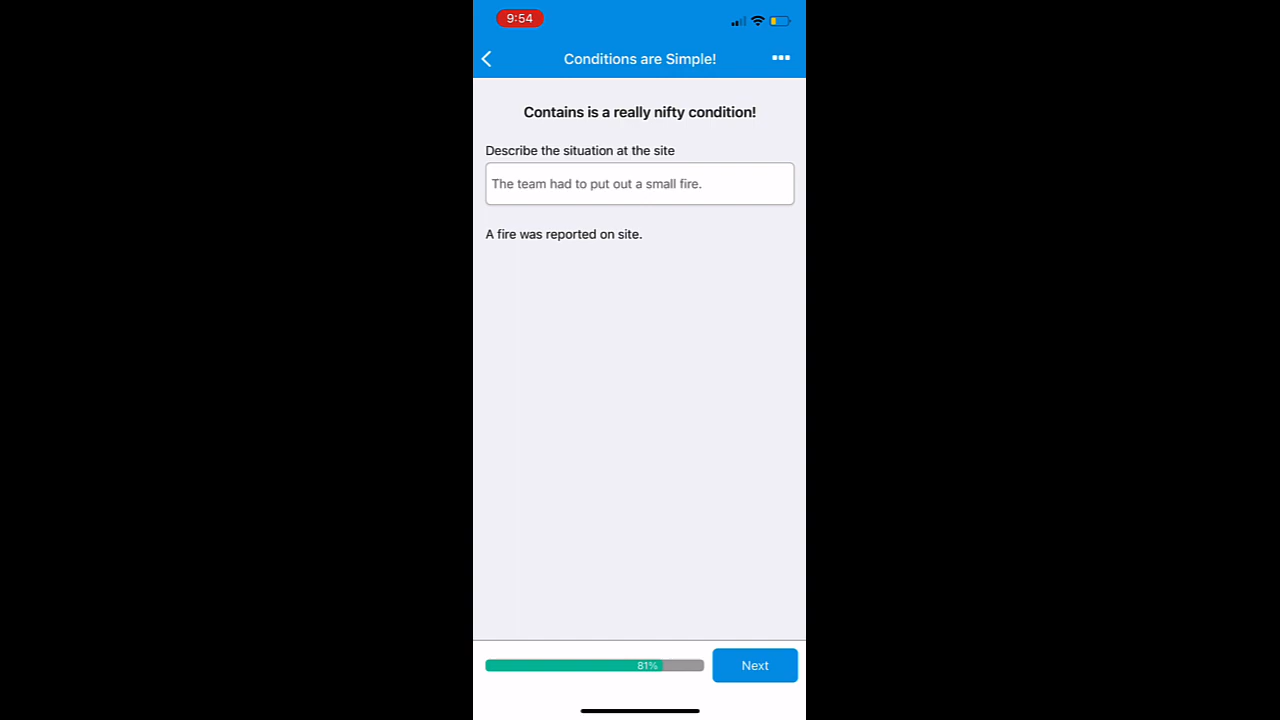 9:54
Conditions are Simple!
Contains is a really nifty condition!
Describe the situation at the site
The team had to put out a small fire.
A fire was reported on site.
81%
Next